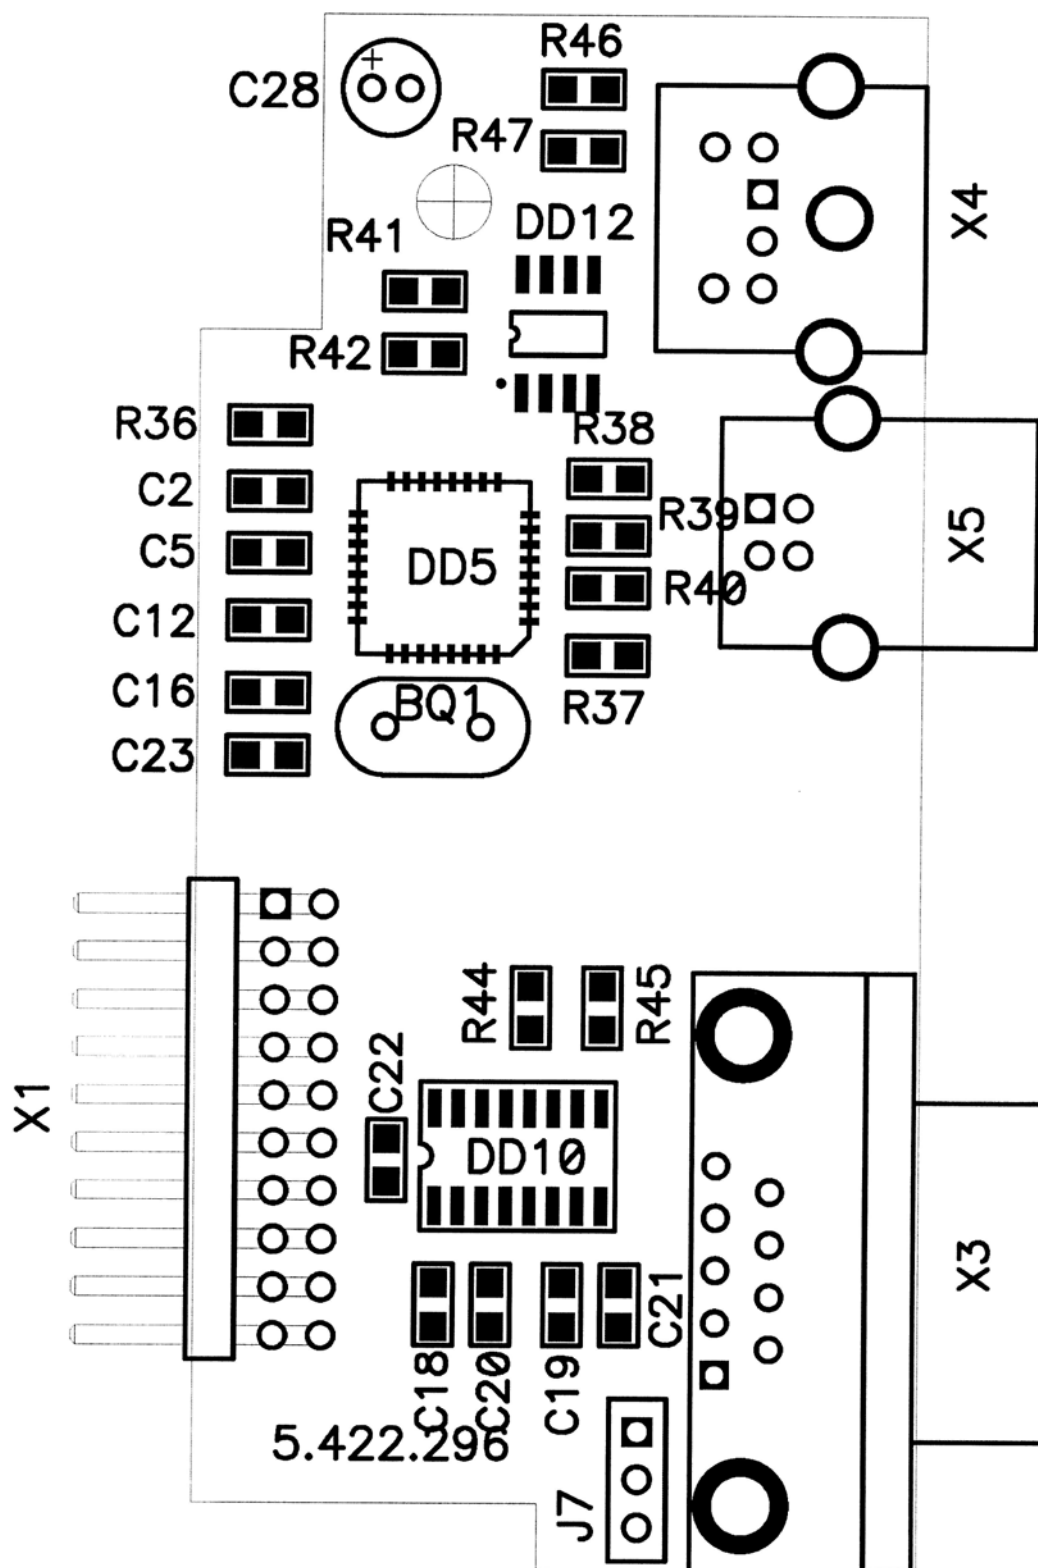 R46
C28
R47
X4
DD12
R41
R42
R36
R38
C2
R39
X5
C5
DD5
R40
C12
C16
BQ1
R37
C23
R44
R45
C22
X1
DD10
X3
C21
C18
C20
C19
5.422.296
J7